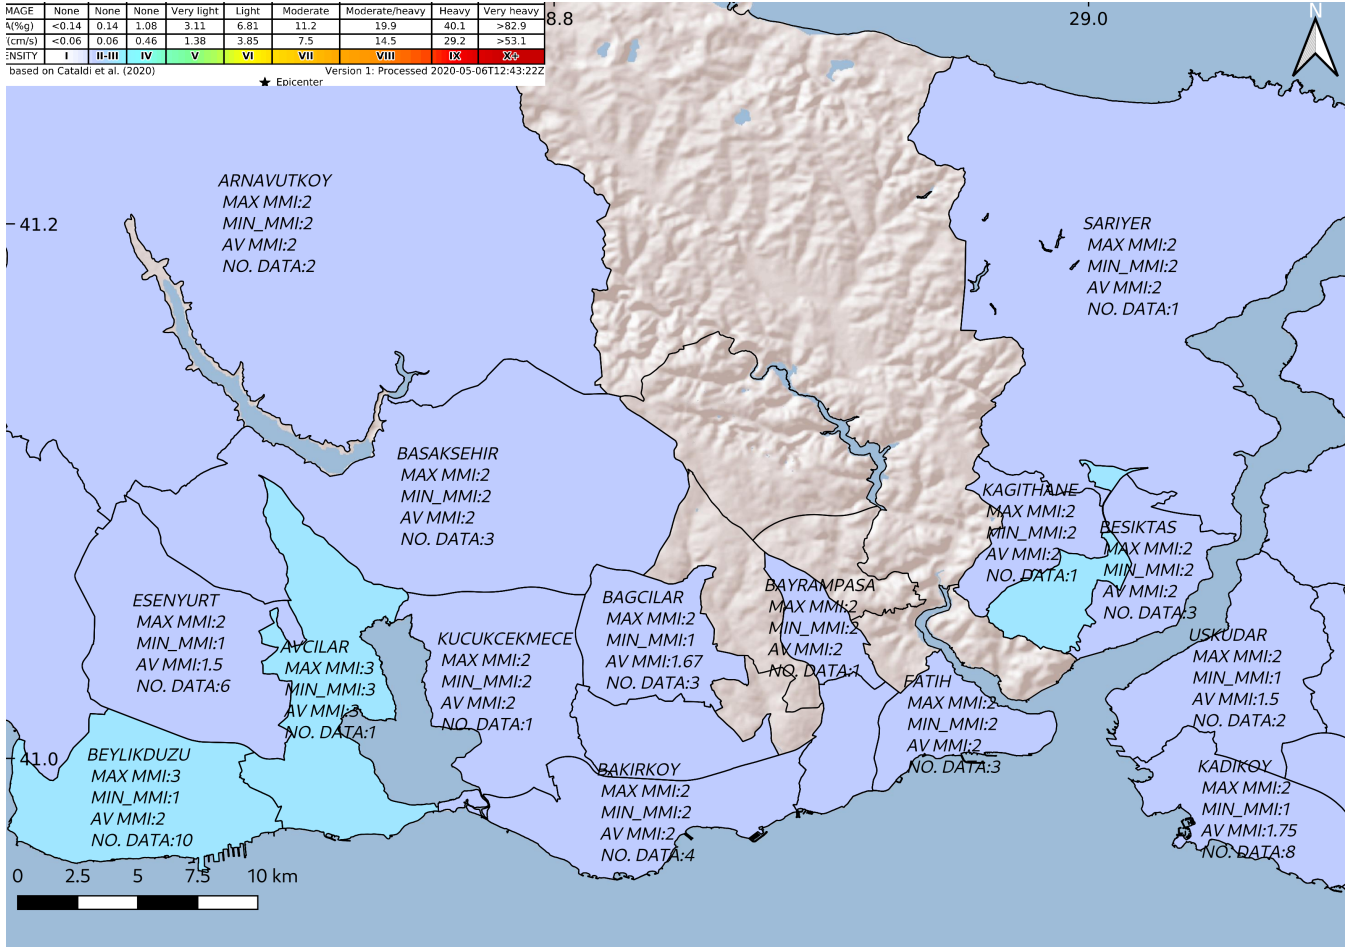 MAGE None None None Very light Light Moderate Moderate/heavy Heavy Very heavy
A(%g) <0.14 0.14 1.08 3.11 6.81 11.2 19.9 40.1 >82.9
(cm/s) <0.06 0.06 0.46 1.38 3.85 7.5 14.5 29.2 >53.1
ENSITY I II-III IV V VI VII VIII IX X+
based on Cataldi et al. (2020) Version 1: Processed 2020-05-06T12:43:22Z
★ Epicenter
8.8
29.0
N
41.2
41.0
ARNAVUTKOY
MAX MMI:2
MIN_MMI:2
AV MMI:2
NO. DATA:2
SARIYER
MAX MMI:2
MIN_MMI:2
AV MMI:2
NO. DATA:1
BASAKSEHIR
MAX MMI:2
MIN_MMI:2
AV MMI:2
NO. DATA:3
KAGITHANE
MAX MMI:2
MIN_MMI:2
AV MMI:2
NO. DATA:1
BESIKTAS
MAX MMI:2
MIN_MMI:2
AV MMI:2
NO. DATA:3
ESENYURT
MAX MMI:2
MIN_MMI:1
AV MMI:1.5
NO. DATA:6
AVCILAR
MAX MMI:3
MIN_MMI:3
AV MMI:3
NO. DATA:1
KUCUKCEKMECE
MAX MMI:2
MIN_MMI:2
AV MMI:2
NO. DATA:1
BAGCILAR
MAX MMI:2
MIN_MMI:1
AV MMI:1.67
NO. DATA:3
BAYRAMPASA
MAX MMI:2
MIN_MMI:2
AV MMI:2
NO. DATA:1
FATIH
MAX MMI:2
MIN_MMI:2
AV MMI:2
NO. DATA:3
USKUDAR
MAX MMI:2
MIN_MMI:1
AV MMI:1.5
NO. DATA:2
BEYLIKDUZU
MAX MMI:3
MIN_MMI:1
AV MMI:2
NO. DATA:10
BAKIRKOY
MAX MMI:2
MIN_MMI:2
AV MMI:2
NO. DATA:4
KADIKOY
MAX MMI:2
MIN_MMI:1
AV MMI:1.75
NO. DATA:8
0 2.5 5 7.5 10 km